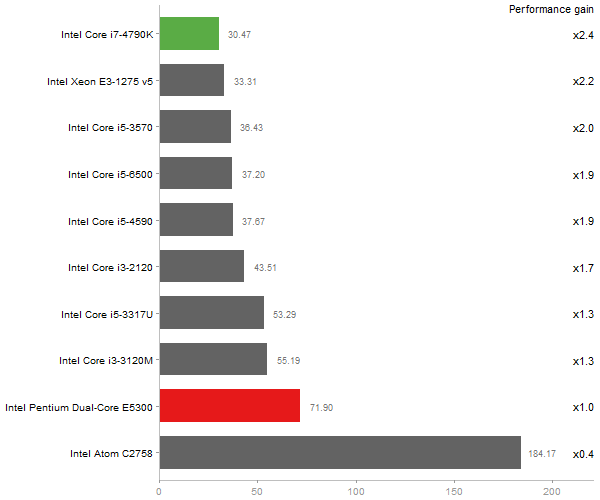 Performance gain
Intel Core i7-4790K 30.47 x2.4
Intel Xeon E3-1275 v5 33.31 x2.2
Intel Core i5-3570 36.43 x2.0
Intel Core i5-6500 37.20 x1.9
Intel Core i5-4590 37.67 x1.9
Intel Core i3-2120 43.51 x1.7
Intel Core i5-3317U 53.29 x1.3
Intel Core i3-3120M 55.19 x1.3
Intel Pentium Dual-Core E5300 71.90 x1.0
Intel Atom C2758 184.17 x0.4
0 50 100 150 200